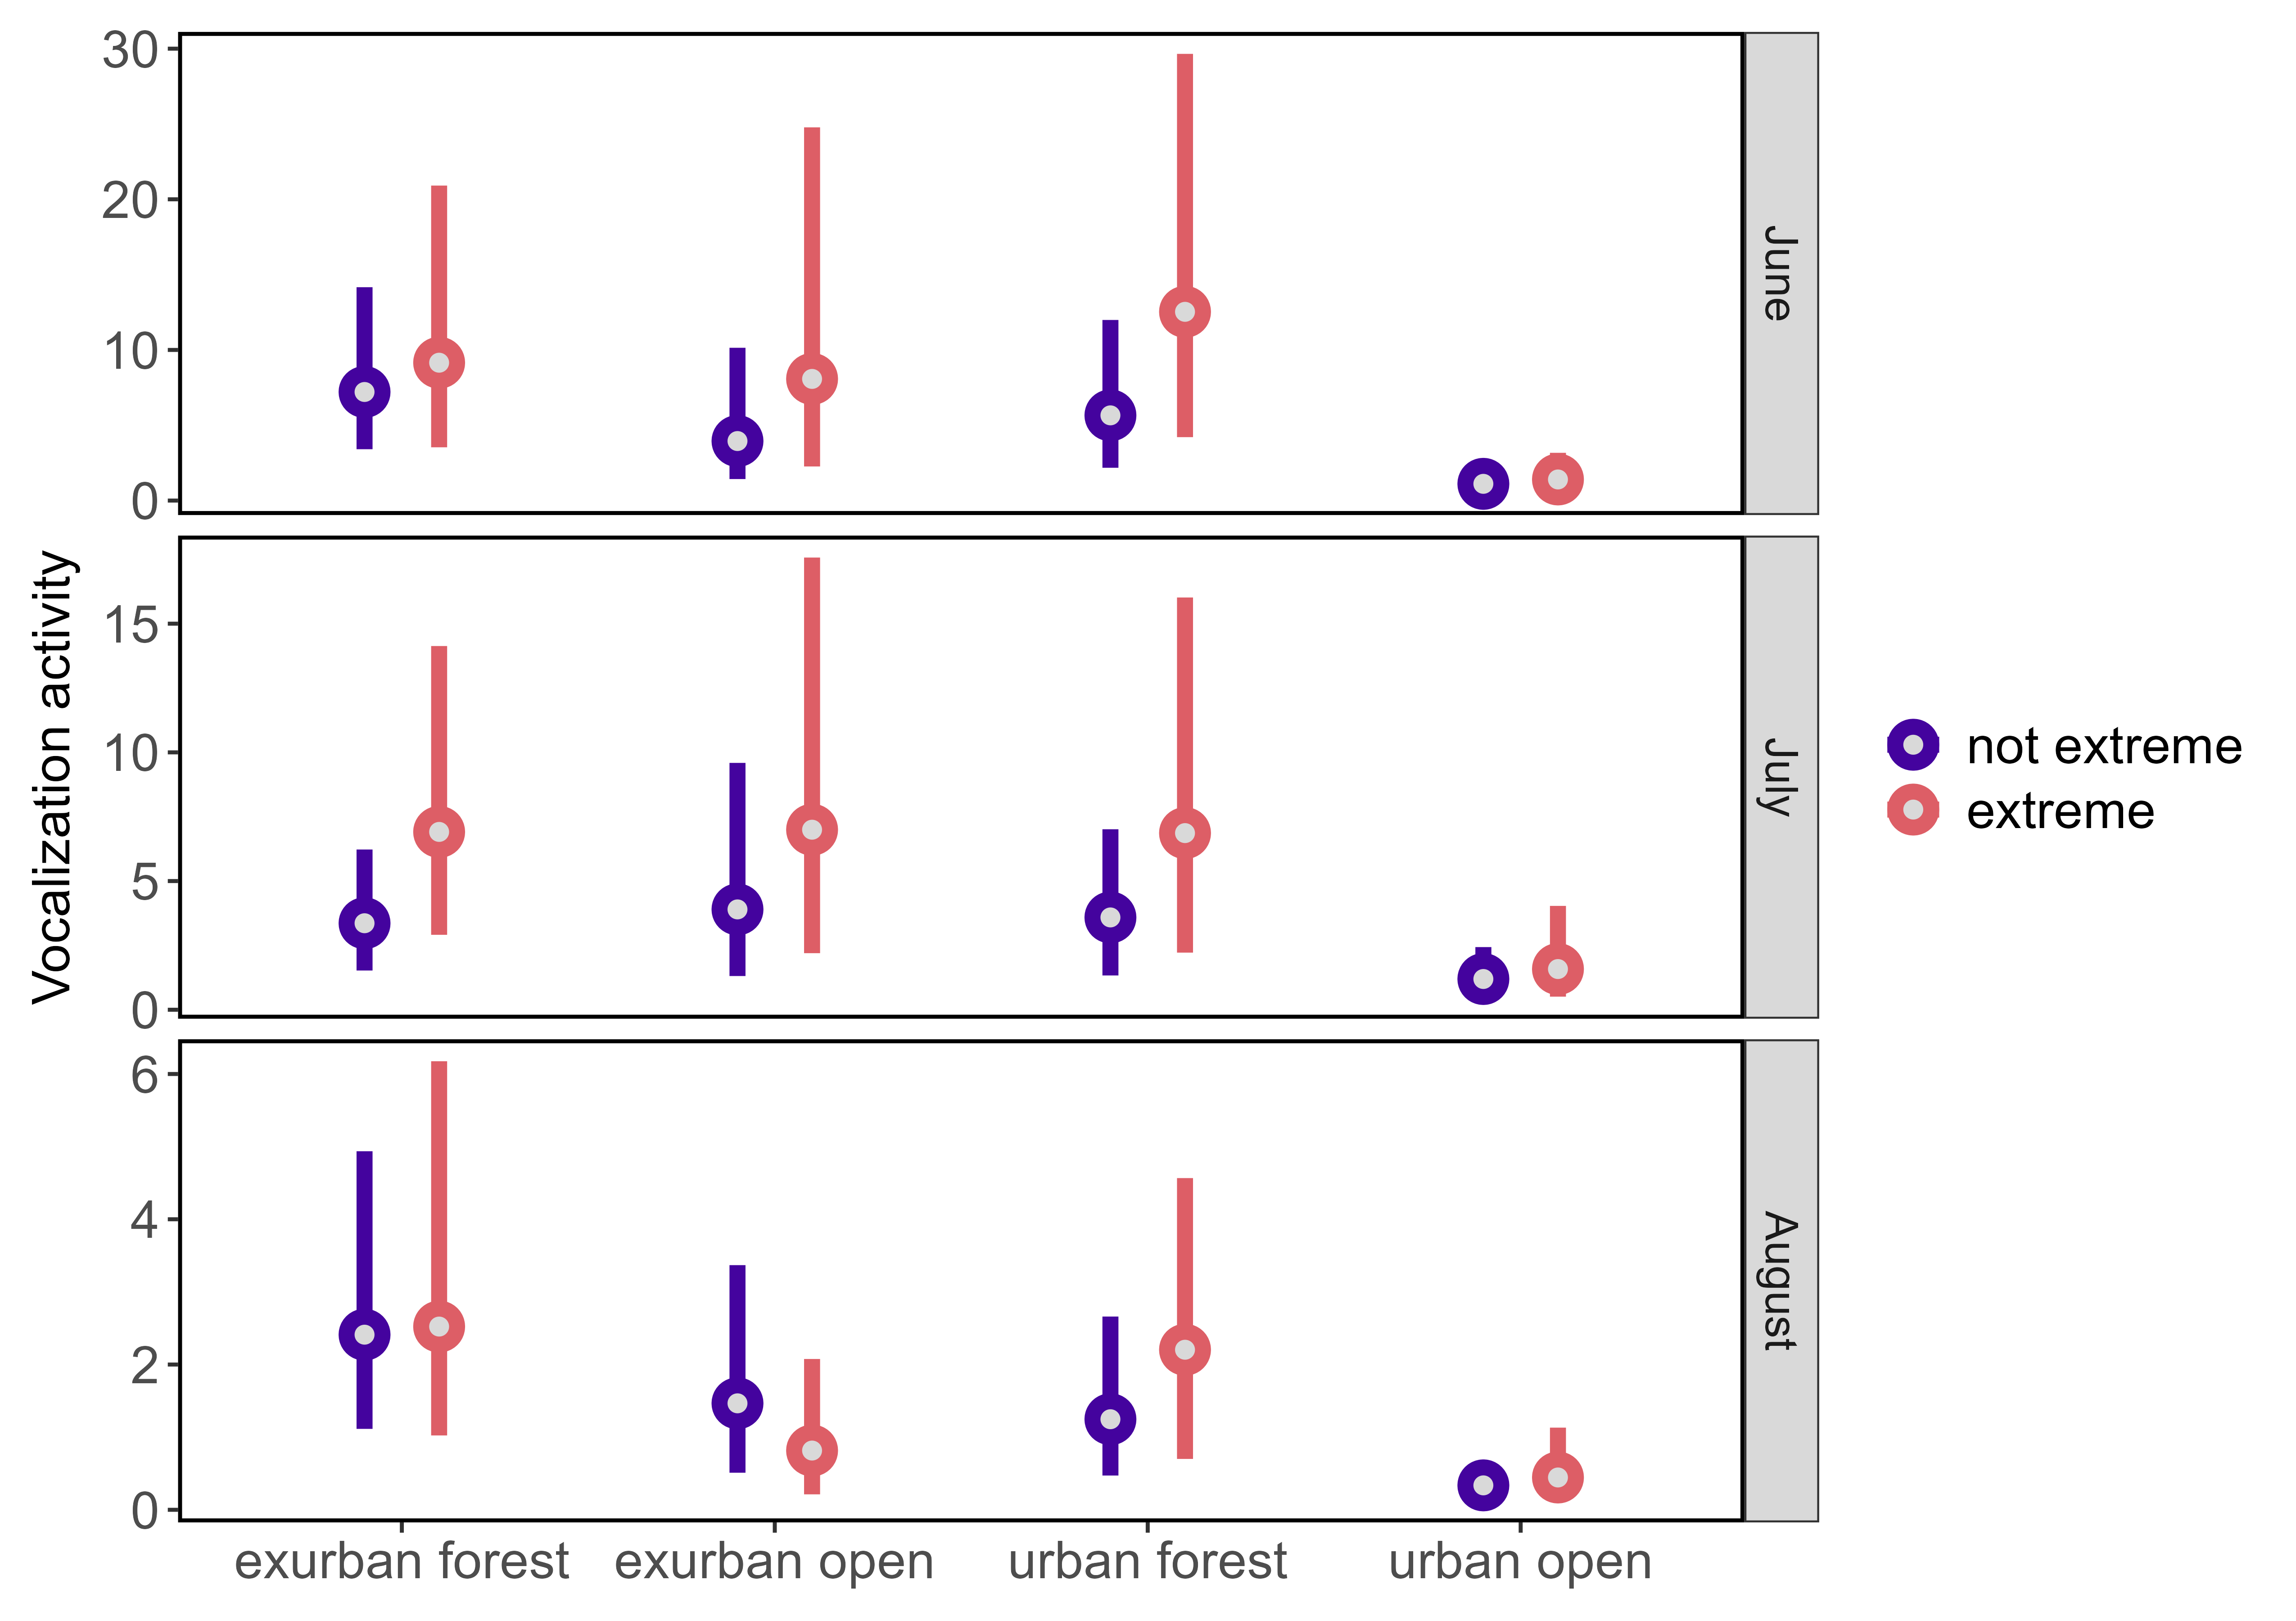 Vocalization activity
30
20
10
0
June
15
10
5
0
July
6
4
2
0
August
exurban forest
exurban open
urban forest
urban open
not extreme
extreme